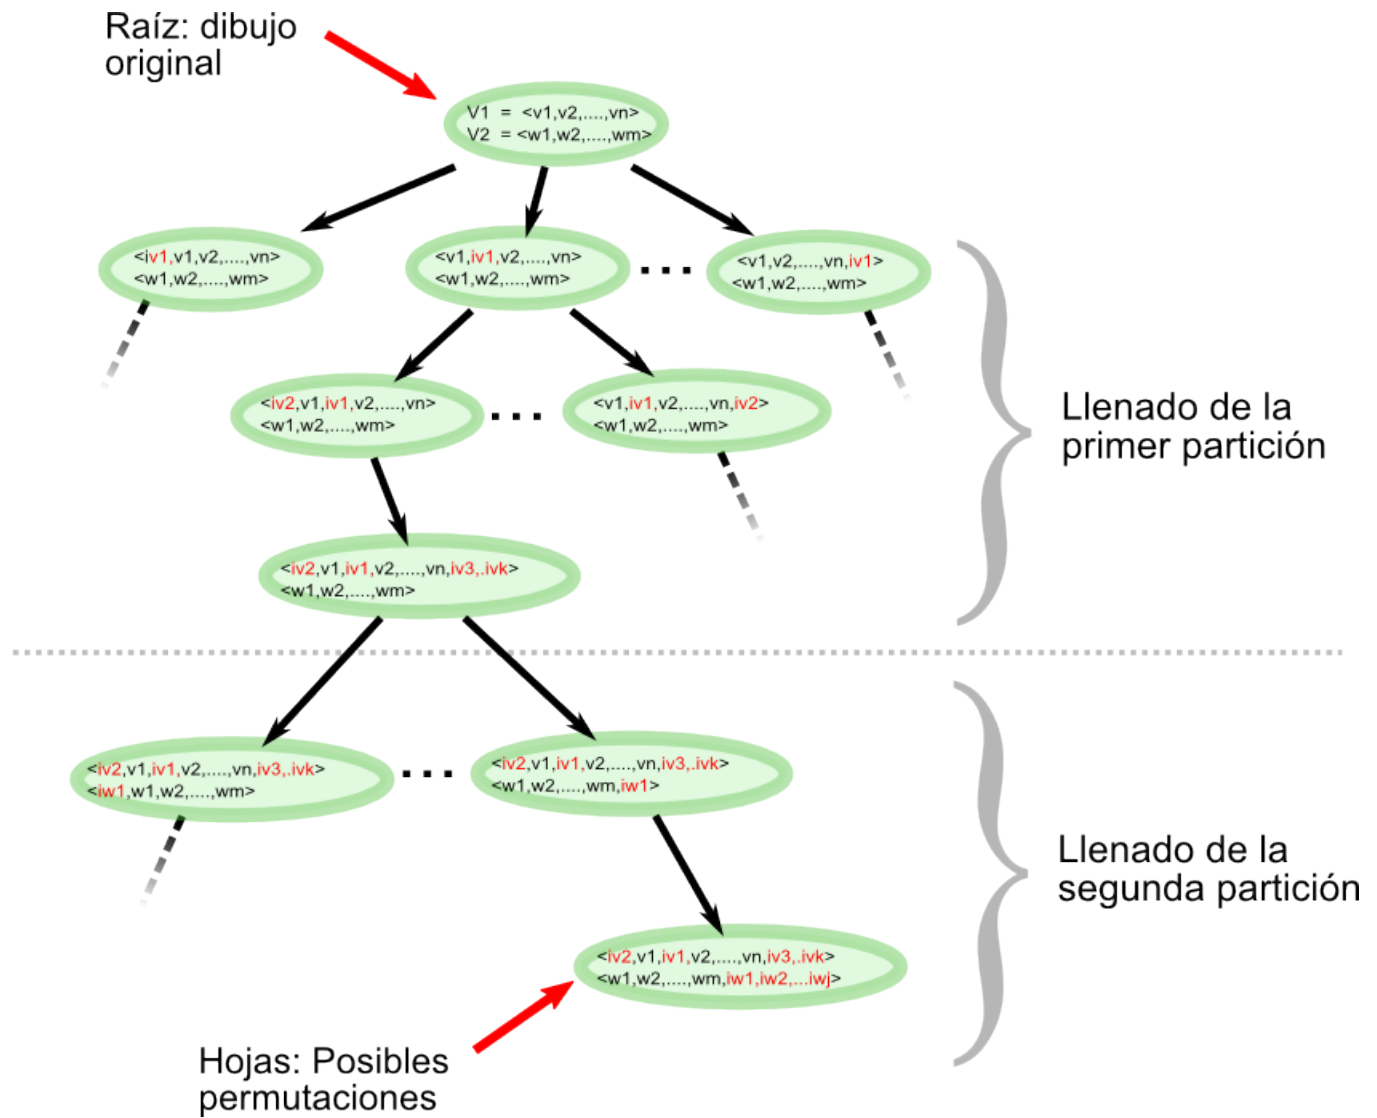 Raíz: dibujo
original
V1 = <v1,v2,....,vn>
V2 = <w1,w2,....,wm>
<iv1,v1,v2,....,vn>
<w1,w2,....,wm>
<v1,iv1,v2,....,vn>
<w1,w2,....,wm>
...
<v1,v2,....,vn,iv1>
<w1,w2,....,wm>
<iv2,v1,iv1,v2,....,vn>
<w1,w2,....,wm>
...
<v1,iv1,v2,....,vn,iv2>
<w1,w2,....,wm>
Llenado de la
primer partición
<iv2,v1,iv1,v2,....,vn,iv3,.ivk>
<w1,w2,....,wm>
<iv2,v1,iv1,v2,....,vn,iv3,.ivk>
<iw1,w1,w2,....,wm>
...
<iv2,v1,iv1,v2,....,vn,iv3,.ivk>
<w1,w2,....,wm,iw1>
Llenado de la
segunda partición
<iv2,v1,iv1,v2,....,vn,iv3,.ivk>
<w1,w2,....,wm,iw1,iw2,...iwj>
Hojas: Posibles
permutaciones